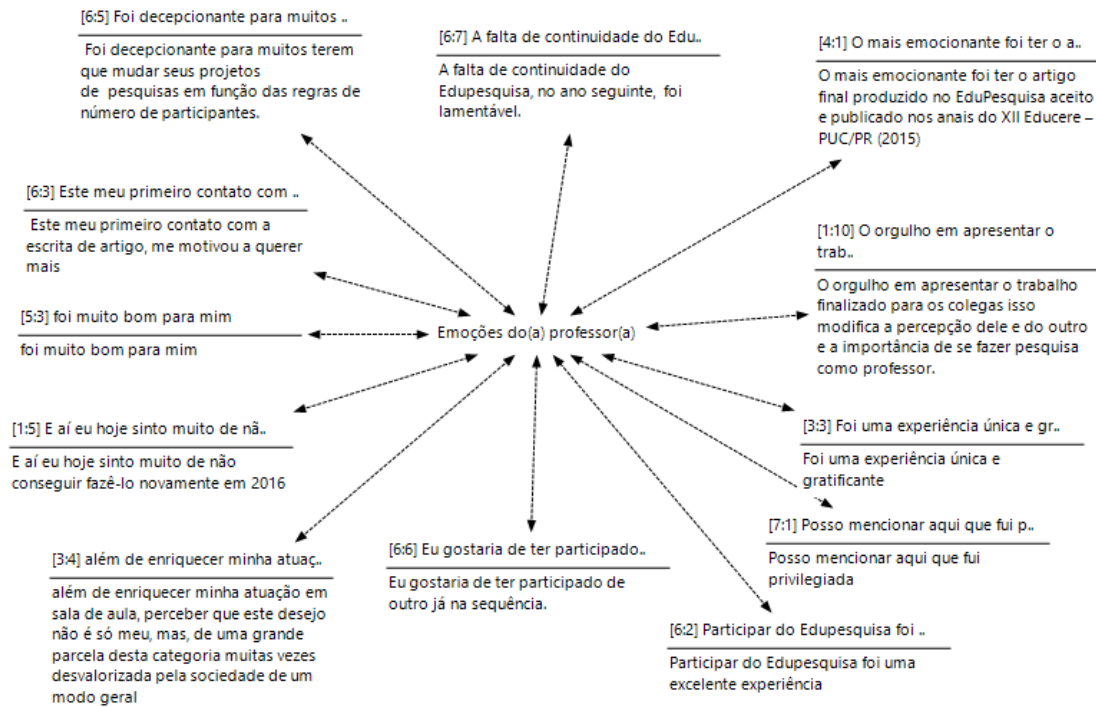 [6:5] Foi decepcionante para muitos ..
Foi decepcionante para muitos terem
que mudar seus projetos
de pesquisas em função das regras de
número de participantes.
[6:7] A falta de continuidade do Edu..
A falta de continuidade do
Edupesquisa, no ano seguinte, foi
lamentável.
[4:1] O mais emocionante foi ter o a..
O mais emocionante foi ter o artigo
final produzido no EduPesquisa aceito
e publicado nos anais do XII Educere –
PUC/PR (2015)
[6:3] Este meu primeiro contato com ..
Este meu primeiro contato com a
escrita de artigo, me motivou a querer
mais
[1:10] O orgulho em apresentar o
trab..
O orgulho em apresentar o trabalho
finalizado para os colegas isso
modifica a percepção dele e do outro
e a importância de se fazer pesquisa
como professor.
[5:3] foi muito bom para mim
foi muito bom para mim
Emoções do(a) professor(a)
[1:5] E aí eu hoje sinto muito de nã..
E aí eu hoje sinto muito de não
conseguir fazê-lo novamente em 2016
[3:3] Foi uma experiência única e gr..
Foi uma experiência única e
gratificante
[7:1] Posso mencionar aqui que fui p..
Posso mencionar aqui que fui
privilegiada
[3:4] além de enriquecer minha atuaç..
além de enriquecer minha atuação em
sala de aula, perceber que este desejo
não é só meu, mas, de uma grande
parcela desta categoria muitas vezes
desvalorizada pela sociedade de um
modo geral
[6:6] Eu gostaria de ter participado..
Eu gostaria de ter participado de
outro já na sequência.
[6:2] Participar do Edupesquisa foi ..
Participar do Edupesquisa foi uma
excelente experiência